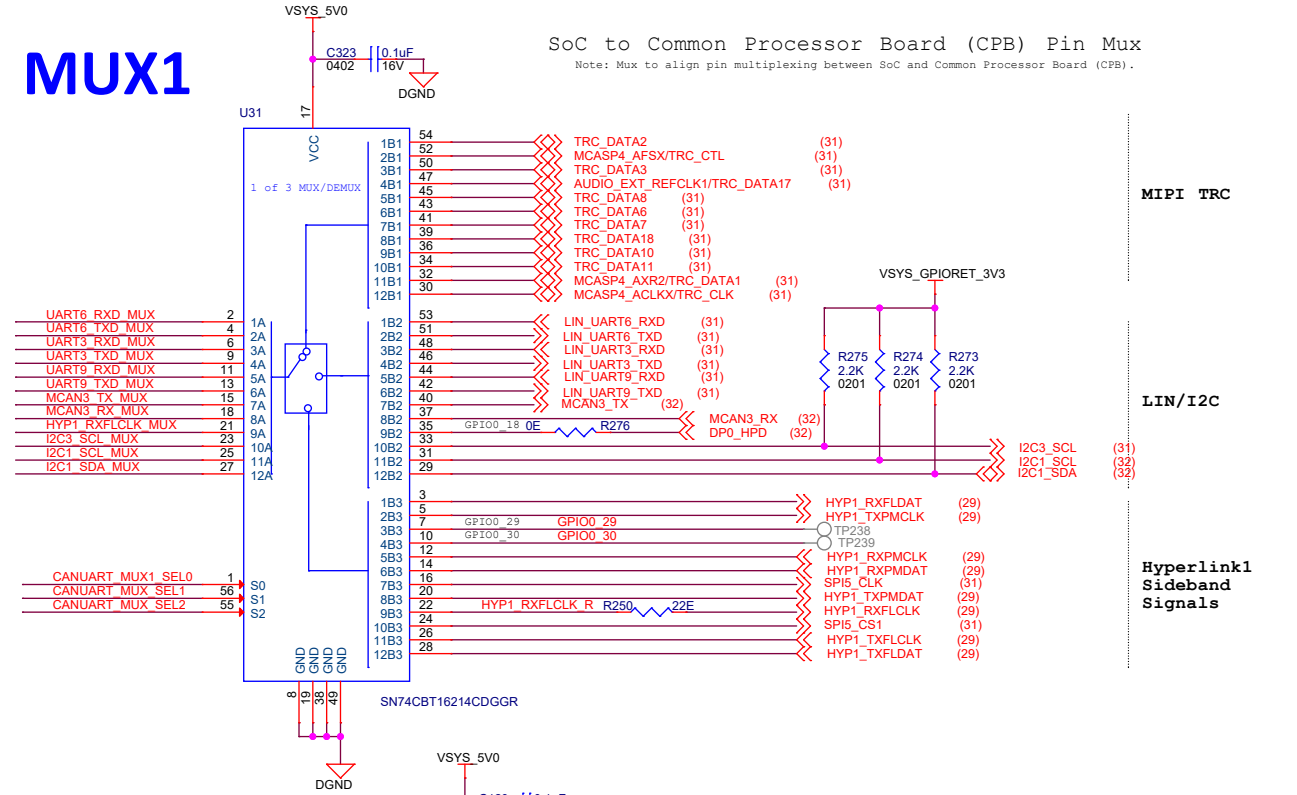 VSYS_5V0
MUX1
C323 0.1uF
0402 16V
DGND
SoC to Common Processor Board (CPB) Pin Mux
Note: Mux to align pin multiplexing between SoC and Common Processor Board (CPB).
U31
17
VCC
1 of 3 MUX/DEMUX
1B1 54 TRC_DATA2 (31)
2B1 52 MCASP4_AFSX/TRC_CTL (31)
3B1 50 TRC_DATA3 (31)
4B1 47 AUDIO_EXT_REFCLK1/TRC_DATA17 (31)
5B1 45 TRC_DATA8 (31)
6B1 43 TRC_DATA6 (31)
7B1 41 TRC_DATA7 (31)
8B1 39 TRC_DATA18 (31)
9B1 36 TRC_DATA10 (31)
10B1 34 TRC_DATA11 (31)
11B1 32 MCASP4_AXR2/TRC_DATA1 (31)
12B1 30 MCASP4_ACLKX/TRC_CLK (31)
MIPI TRC
VSYS_GPIORET_3V3
R275 R274 R273
2.2K 2.2K 2.2K
0201 0201 0201
UART6_RXD_MUX 2 1A
UART6_TXD_MUX 4 2A
UART3_RXD_MUX 6 3A
UART3_TXD_MUX 9 4A
UART9_RXD_MUX 11 5A
UART9_TXD_MUX 13 6A
MCAN3_TX_MUX 15 7A
MCAN3_RX_MUX 18 8A
HYP1_RXFLCLK_MUX 21 9A
I2C3_SCL_MUX 23 10A
I2C1_SCL_MUX 25 11A
I2C1_SDA_MUX 27 12A
1B2 53 LIN_UART6_RXD (31)
2B2 51 LIN_UART6_TXD (31)
3B2 48 LIN_UART3_RXD (31)
4B2 46 LIN_UART3_TXD (31)
5B2 44 LIN_UART9_RXD (31)
6B2 42 LIN_UART9_TXD (31)
7B2 40 MCAN3_TX (32)
8B2 37 MCAN3_RX (32)
9B2 35 GPIO0_18 0E R276 DP0_HPD (32)
10B2 33 I2C3_SCL (31)
11B2 31 I2C1_SCL (32)
12B2 29 I2C1_SDA (32)
LIN/I2C
1B3 3 HYP1_RXFLDAT (29)
2B3 5 HYP1_TXPMCLK (29)
3B3 7 GPIO0_29 GPIO0_29 TP238
4B3 10 GPIO0_30 GPIO0_30 TP239
5B3 12 HYP1_RXPMCLK (29)
6B3 14 HYP1_RXPMDAT (29)
7B3 16 SPI5_CLK (31)
8B3 20 HYP1_TXPMDAT (29)
9B3 22 HYP1_RXFLCLK_R R250 22E HYP1_RXFLCLK (29)
10B3 24 SPI5_CS1 (31)
11B3 26 HYP1_TXFLCLK (29)
12B3 28 HYP1_TXFLDAT (29)
Hyperlink1
Sideband
Signals
CANUART_MUX1_SEL0 1 S0
CANUART_MUX_SEL1 56 S1
CANUART_MUX_SEL2 55 S2
GND GND GND GND
8 19 38 49
SN74CBT16214CDGGR
DGND
VSYS_5V0